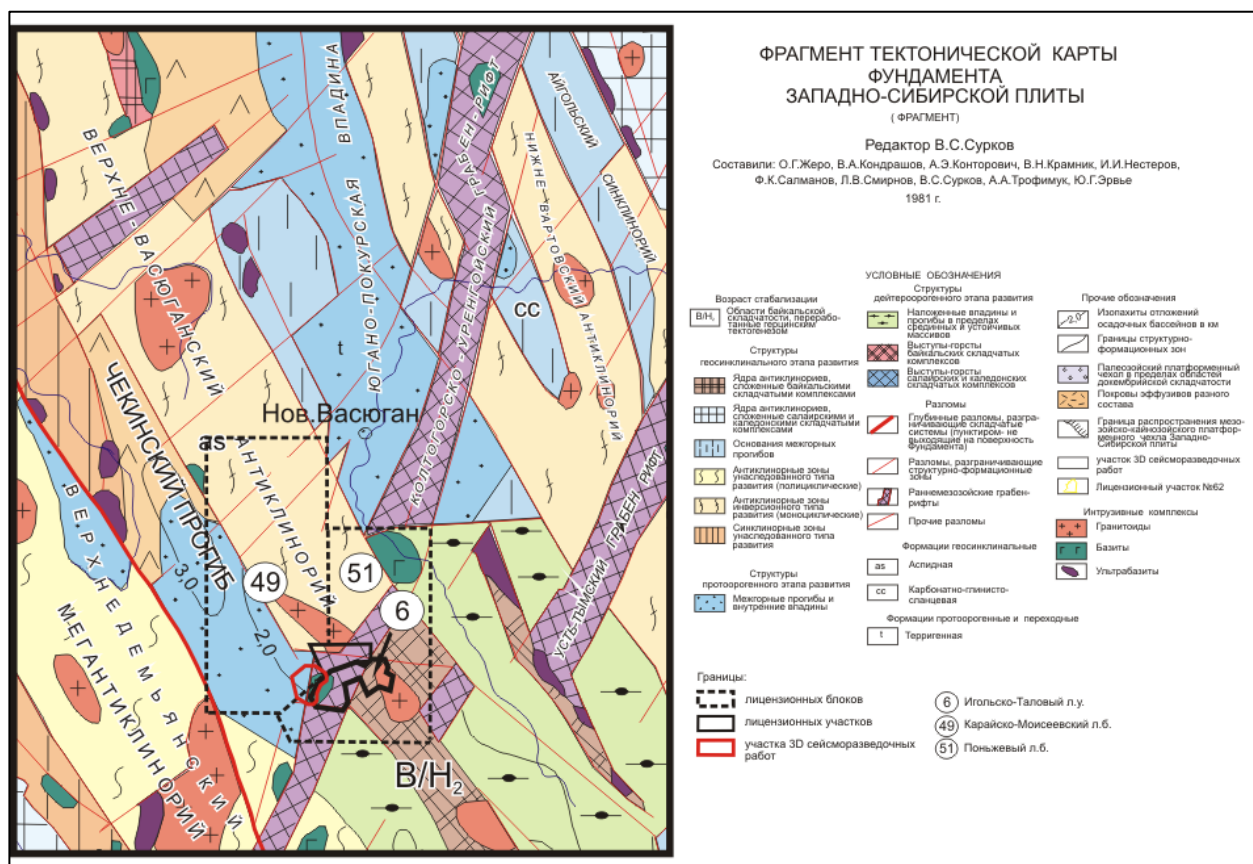 ВЕРХНЕ-ВАСЮГАНСКИЙ
АНТИКЛИНОРИЙ
ЮГАНО-ПОКУРСКАЯ ВПАДИНА
КОЛТОГОРСКО-УРЕНГОЙСКИЙ ГРАБЕН-РИФТ
НИЖНЕ-ВАРТОВСКИЙ АНТИКЛИНОРИЙ
АЙГОЛЬСКИЙ
СИНКЛИНОРИЙ
cc
t
ЧЕКИНСКИЙ ПРОГИБ
Нов.Васюган
as
3,0
2,0
49
51
6
УСТЬ-ТЫМСКИЙ ГРАБЕН РИФТ
ВЕРХНЕДЕМЬЯНСКИЙ
МЕГАНТИКЛИНОРИЙ
В/Н₂
ФРАГМЕНТ ТЕКТОНИЧЕСКОЙ КАРТЫ
ФУНДАМЕНТА
ЗАПАДНО-СИБИРСКОЙ ПЛИТЫ
( ФРАГМЕНТ)
Редактор В.С.Сурков
Составили: О.Г.Жеро, В.А.Кондрашов, А.Э.Конторович, В.Н.Крамник, И.И.Нестеров,
Ф.К.Салманов, Л.В.Смирнов, В.С.Сурков, А.А.Трофимук, Ю.Г.Эрвье
1981 г.
УСЛОВНЫЕ ОБОЗНАЧЕНИЯ
Возраст стабилизации
В/Н, Области байкальской
складчатости, перерабо-
танные герцинским
тектогенезом
Структуры
геосинклинального этапа развития
Ядра антиклинориев,
сложенные байкальскими
складчатыми комплексами
Ядра антиклинориев,
сложенные салаирскими и
каледонскими складчатыми
комплексами
Основания межгорных
прогибов
Антиклинорные зоны
унаследованного типа
развития (полициклические)
Антиклинорные зоны
инверсионного типа
развития (моноциклические)
Синклинорные зоны
унаследованного типа
развития
Структуры
протоорогенного этапа развития
Межгорные прогибы и
внутренние впадины
Структуры
дейтероорогенного этапа развития
Наложенные впадины и
прогибы в пределах
срединных и устойчивых
массивов
Выступы-горсты
байкальских складчатых
комплексов
Выступы-горсты
салаирских и каледонских
складчатых комплексов
Разломы
Глубинные разломы, разгра-
ничивающие складчатые
системы (пунктиром- не
выходящие на поверхность
Фундамента)
Разломы, разграничивающие
структурно-формационные
зоны
Раннемезозойские грабен-
рифты
Прочие разломы
Формации геосинклинальные
as Аспидная
cc Карбонатно-глинисто-
сланцевая
Формации протоорогенные и переходные
t Терригенная
Прочие обозначения
2,0 Изопахиты отложений
осадочных бассейнов в км
Границы структурно-
формационных зон
Палеозойский платформенный
чехол в пределах областей
докембрийской складчатости
Покровы эффузивов разного
состава
Граница распространения мезо-
зойско-кайнозойского платфор-
менного чехла Западно-
Сибирской плиты
участок 3D сейсморазведочных
работ
Лицензионный участок №62
Интрузивные комплексы
Гранитоиды
Базиты
Ультрабазиты
Границы:
лицензионных блоков
лицензионных участков
участка 3D сейсморазведочных
работ
6 Игольско-Таловый л.у.
49 Карайско-Моисеевский л.б.
51 Поньжевый л.б.